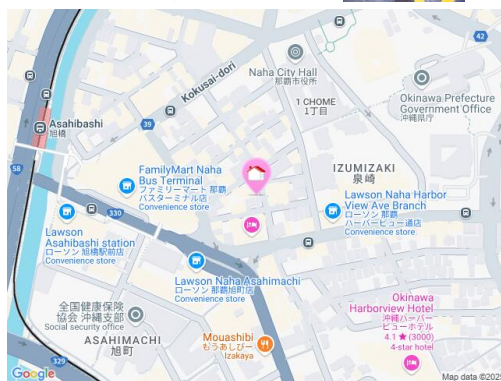 42
Naha City Hall
那覇市役所
Kokusai-dori
Okinawa Prefecture
Government Office
沖縄県庁
1 CHOME
1丁目
Asahibashi
旭橋
39
58
FamilyMart Naha
Bus Terminal
ファミリーマート 那覇
バスターミナル店
Convenience store
IZUMIZAKI
泉崎
Lawson Naha Harbor
View Ave Branch
ローソン 那覇
ハーバービュー通店
Convenience store
330
Lawson
Asahibashi station
ローソン 旭橋駅前店
Convenience store
Lawson Naha Asahimachi
ローソン 那覇旭町店
Convenience store
全国健康保険
協会 沖縄支部
Social security office
Okinawa
Harborview Hotel
沖縄ハーバー
ビューホテル
4.1 ★ (3000)
4-star hotel
ASAHIMACHI
旭町
Mouashibi
もうあしびー
Izakaya
329
Google
Map data ©2025